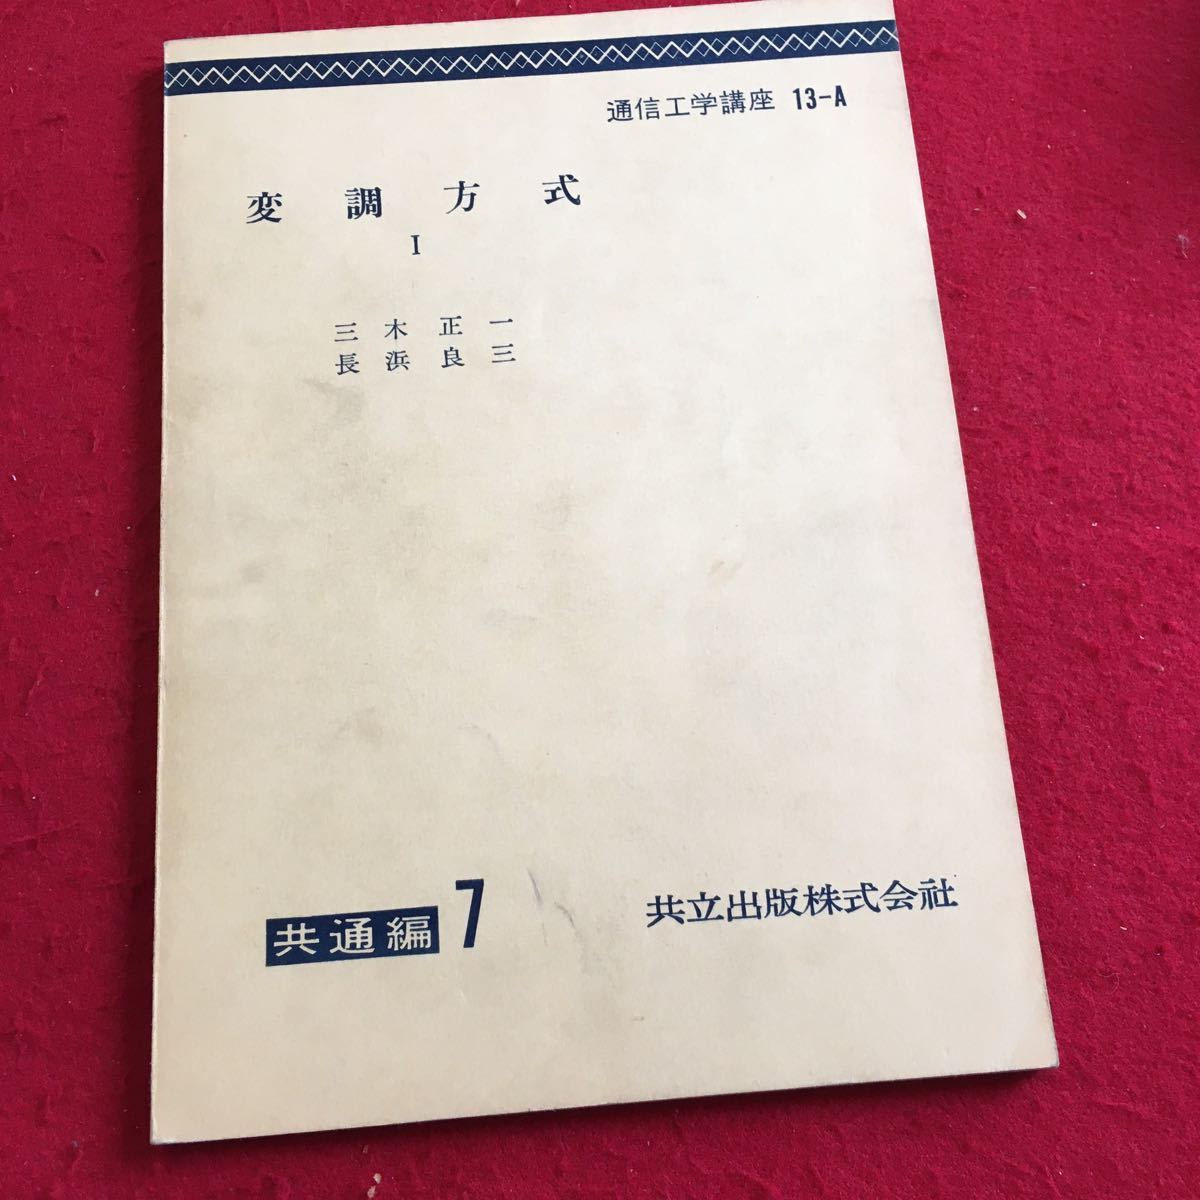 通信工学講座 13-A
変調方式
I
三木正一
長浜良三
共通編 7
共立出版株式会社